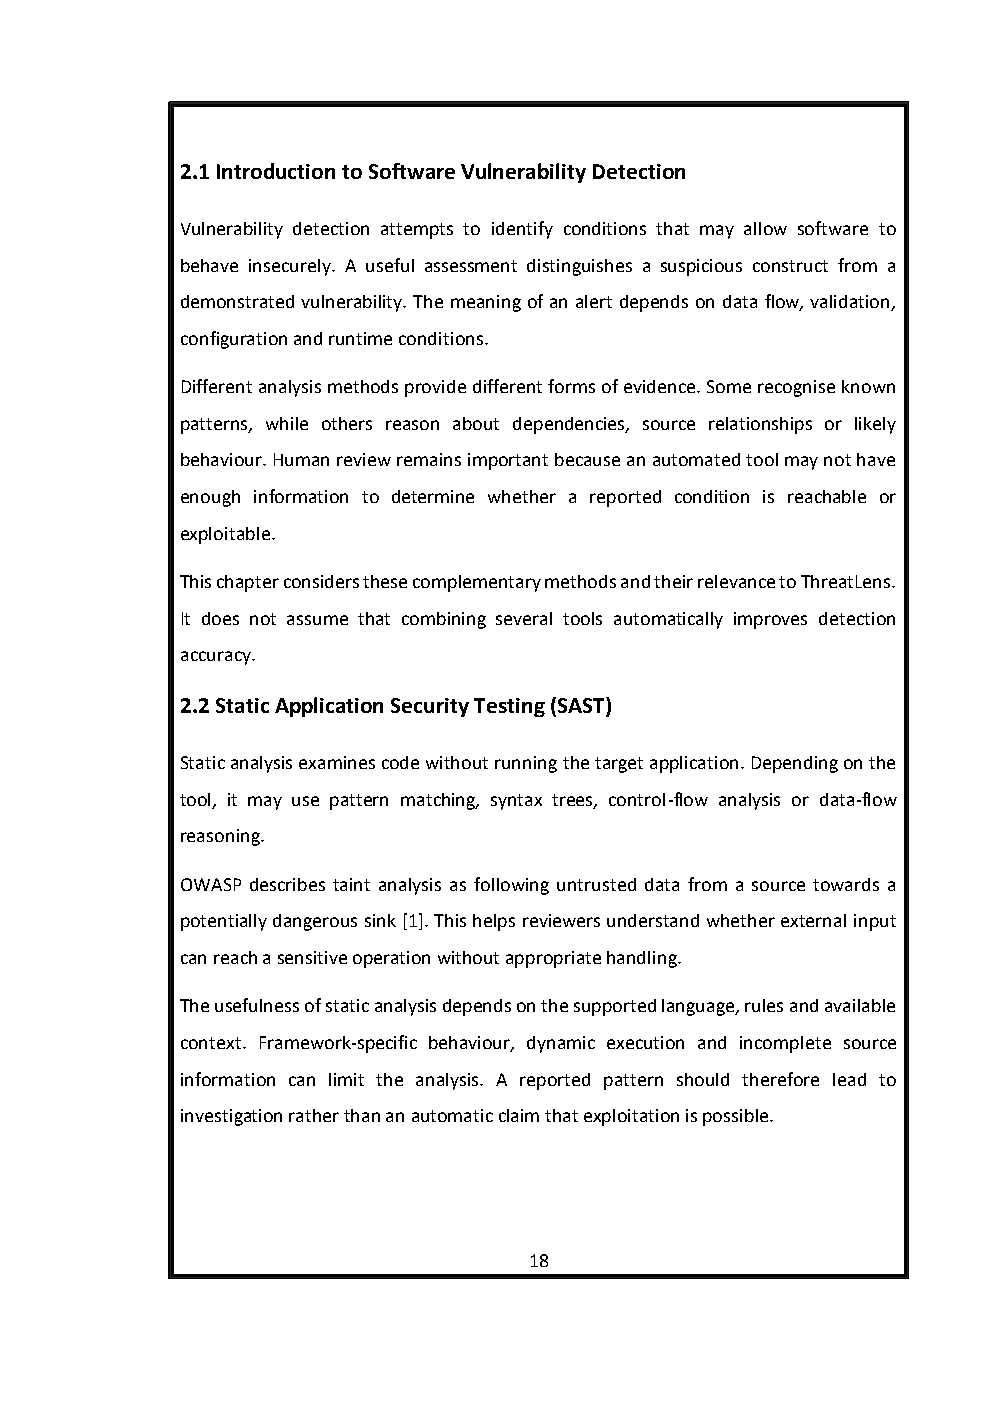 2.1 Introduction to Software Vulnerability Detection
Vulnerability detection attempts to identify conditions that may allow software to
behave insecurely. A useful assessment distinguishes a suspicious construct from a
demonstrated vulnerability. The meaning of an alert depends on data flow, validation,
configuration and runtime conditions.
Different analysis methods provide different forms of evidence. Some recognise known
patterns, while others reason about dependencies, source relationships or likely
behaviour. Human review remains important because an automated tool may not have
enough information to determine whether a reported condition is reachable or
exploitable.
This chapter considers these complementary methods and their relevance to ThreatLens.
It does not assume that combining several tools automatically improves detection
accuracy.
2.2 Static Application Security Testing (SAST)
Static analysis examines code without running the target application. Depending on the
tool, it may use pattern matching, syntax trees, control-flow analysis or data-flow
reasoning.
OWASP describes taint analysis as following untrusted data from a source towards a
potentially dangerous sink [1]. This helps reviewers understand whether external input
can reach a sensitive operation without appropriate handling.
The usefulness of static analysis depends on the supported language, rules and available
context. Framework-specific behaviour, dynamic execution and incomplete source
information can limit the analysis. A reported pattern should therefore lead to
investigation rather than an automatic claim that exploitation is possible.
18